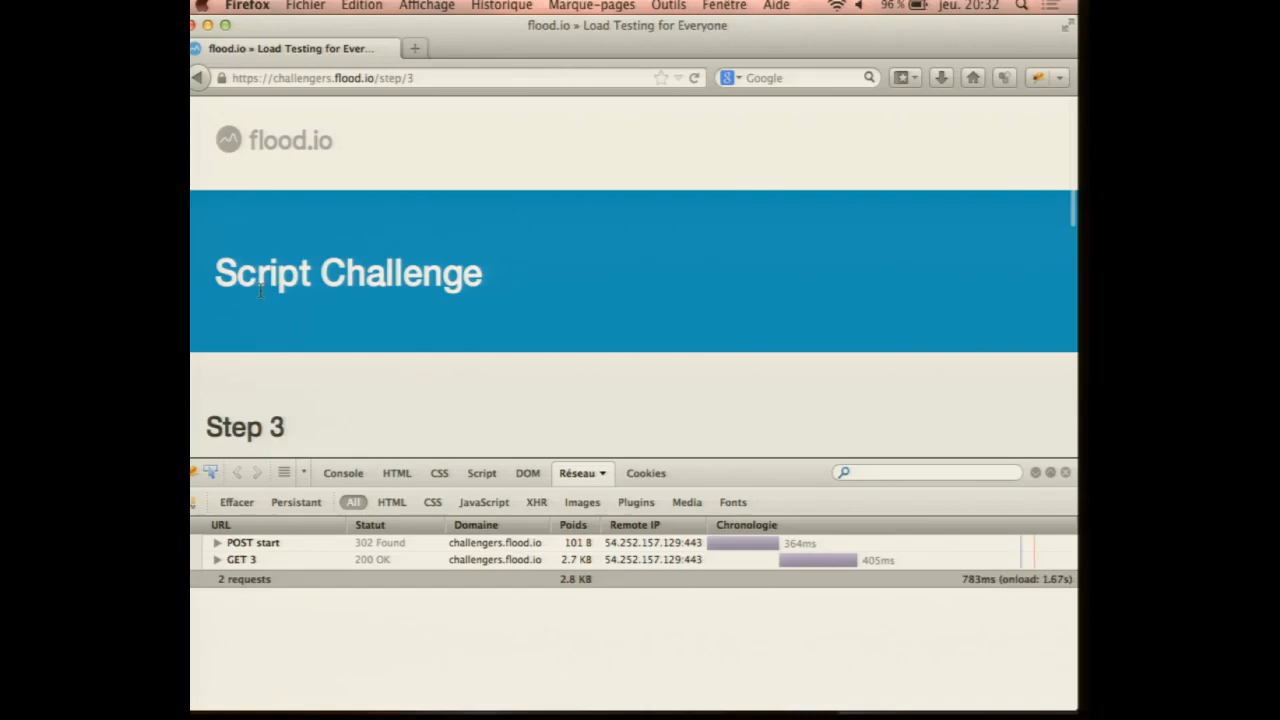 Firefox Fichier Edition Affichage Historique Marque-pages Outils Fenêtre Aide 96 % jeu. 20:32
flood.io » Load Testing for Everyone
flood.io » Load Testing for Ever... +
https://challengers.flood.io/step/3 Google
flood.io
Script Challenge
Step 3
Console HTML CSS Script DOM Réseau Cookies
Effacer Persistant All HTML CSS JavaScript XHR Images Plugins Media Fonts
URL Statut Domaine Poids Remote IP Chronologie
POST start 302 Found challengers.flood.io 101 B 54.252.157.129:443 364ms
GET 3 200 OK challengers.flood.io 2.7 KB 54.252.157.129:443 405ms
2 requests 2.8 KB 783ms (onload: 1.67s)